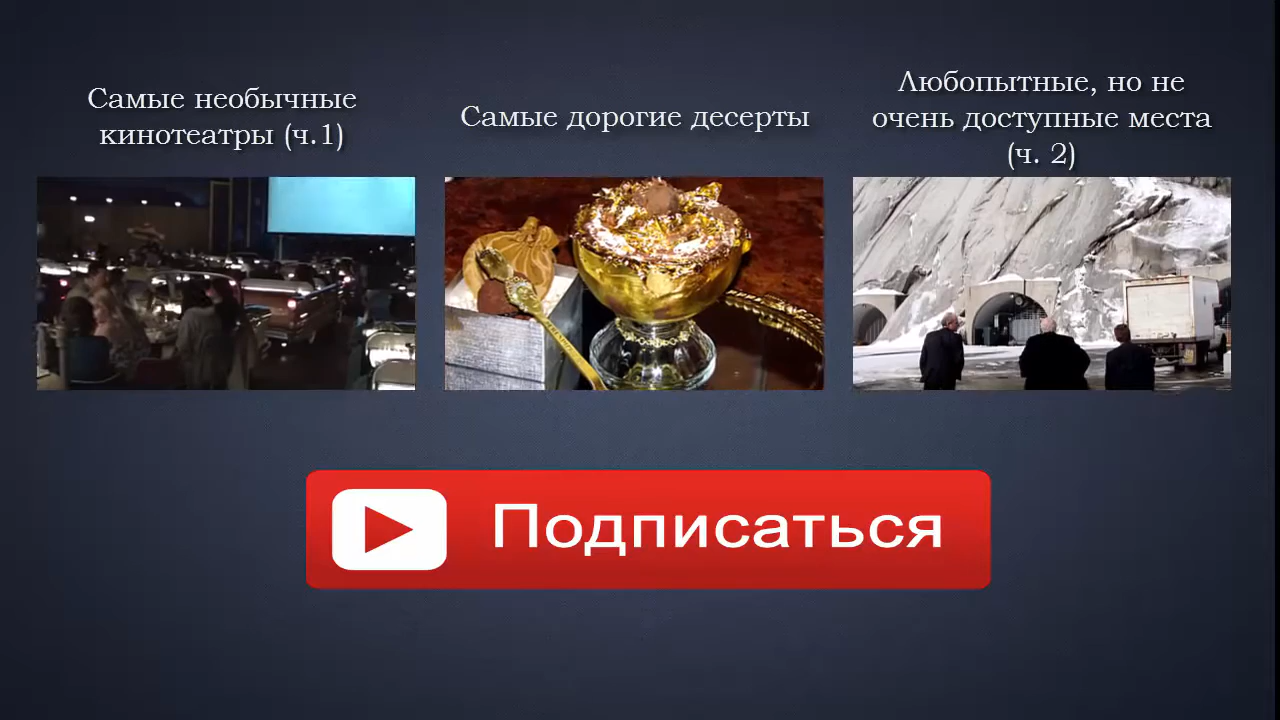 Самые необычные
кинотеатры (ч.1)
Самые дорогие десерты
Любопытные, но не
очень доступные места
(ч. 2)
Подписаться